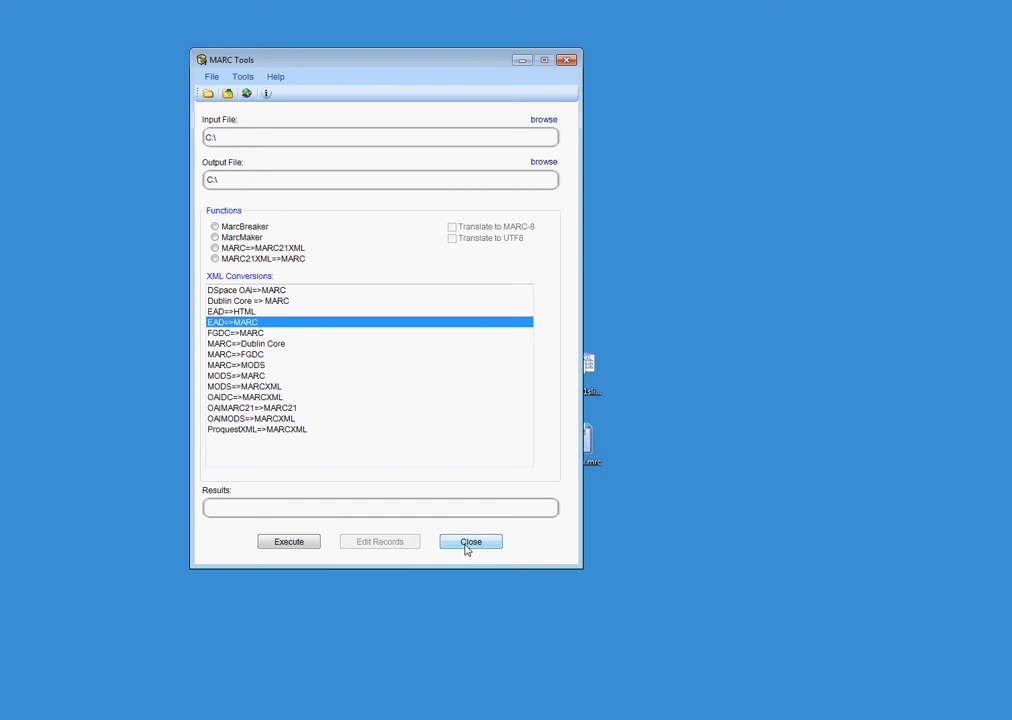 MARC Tools
File Tools Help
Input File: browse
C:\
Output File: browse
C:\
Functions
MarcBreaker
MarcMaker
MARC=>MARC21XML
MARC21XML=>MARC
Translate to MARC-8
Translate to UTF8
XML Conversions:
DSpace OAI=>MARC
Dublin Core => MARC
EAD=>HTML
EAD=>MARC
FGDC=>MARC
MARC=>Dublin Core
MARC=>FGDC
MARC=>MODS
MODS=>MARC
MODS=>MARCXML
OAIDC=>MARCXML
OAIMARC21=>MARC21
OAIMODS=>MARCXML
ProquestXML=>MARCXML
Results:
Execute Edit Records Close